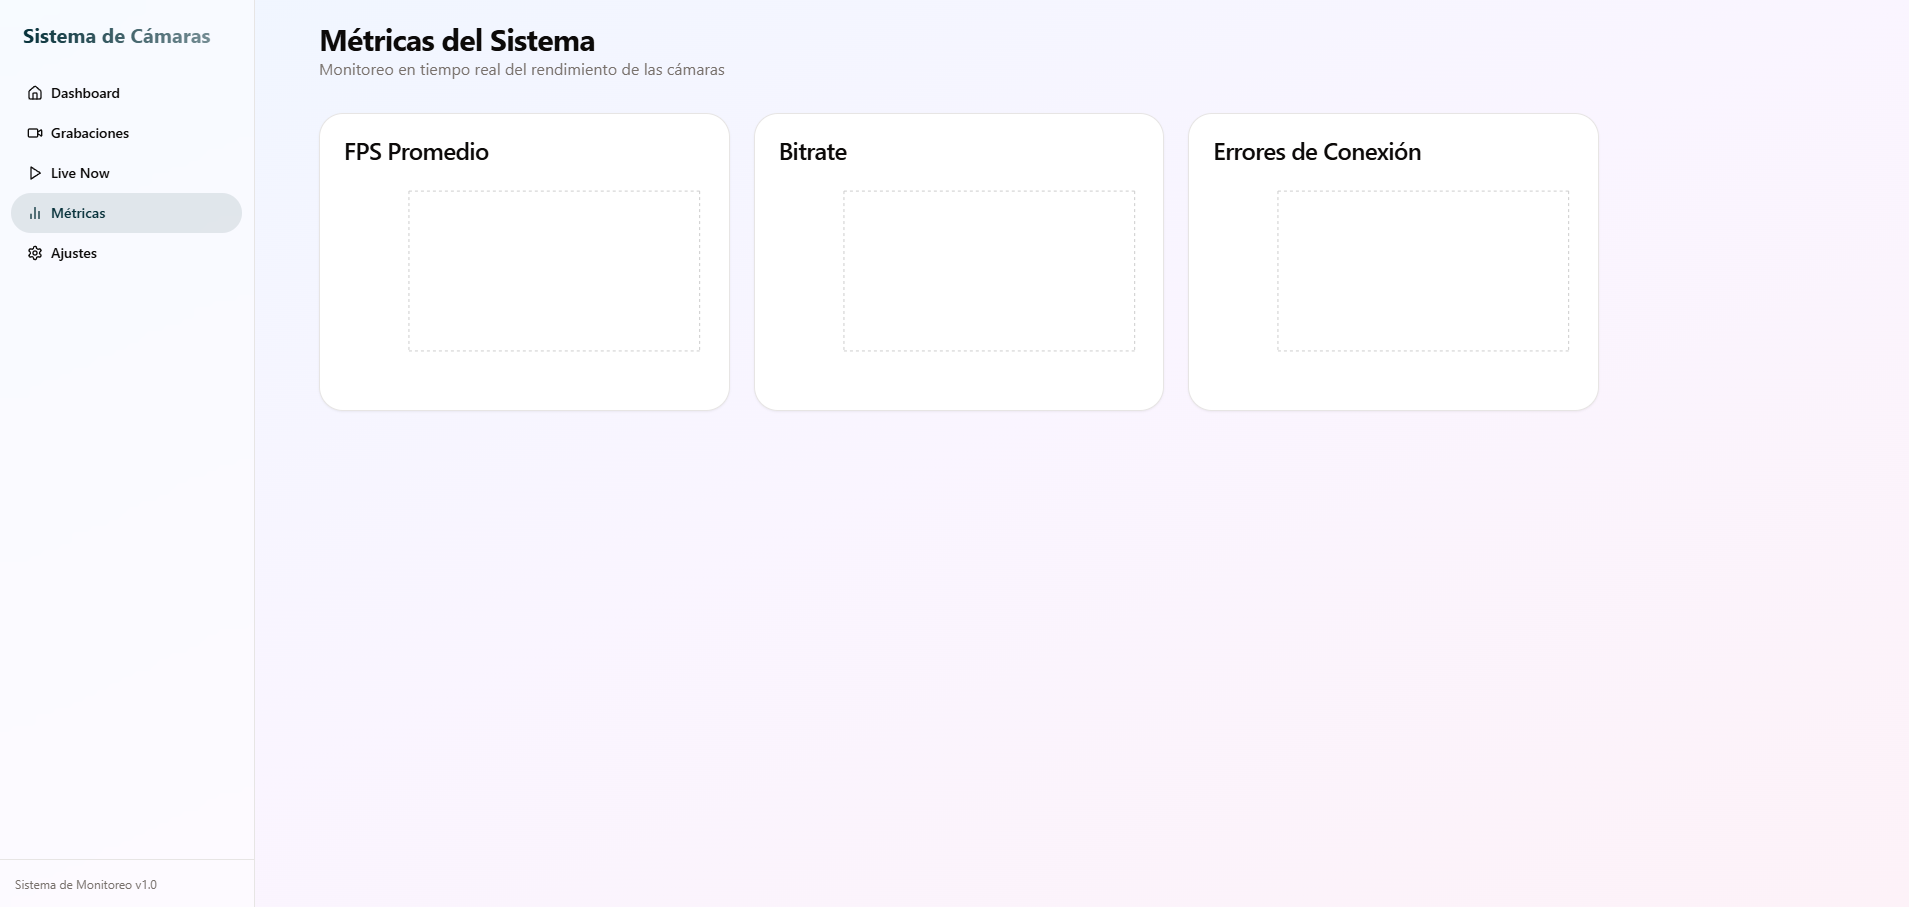 Sistema de Cámaras
Dashboard
Grabaciones
Live Now
Métricas
Ajustes
Sistema de Monitoreo v1.0
Métricas del Sistema
Monitoreo en tiempo real del rendimiento de las cámaras
FPS Promedio
Bitrate
Errores de Conexión